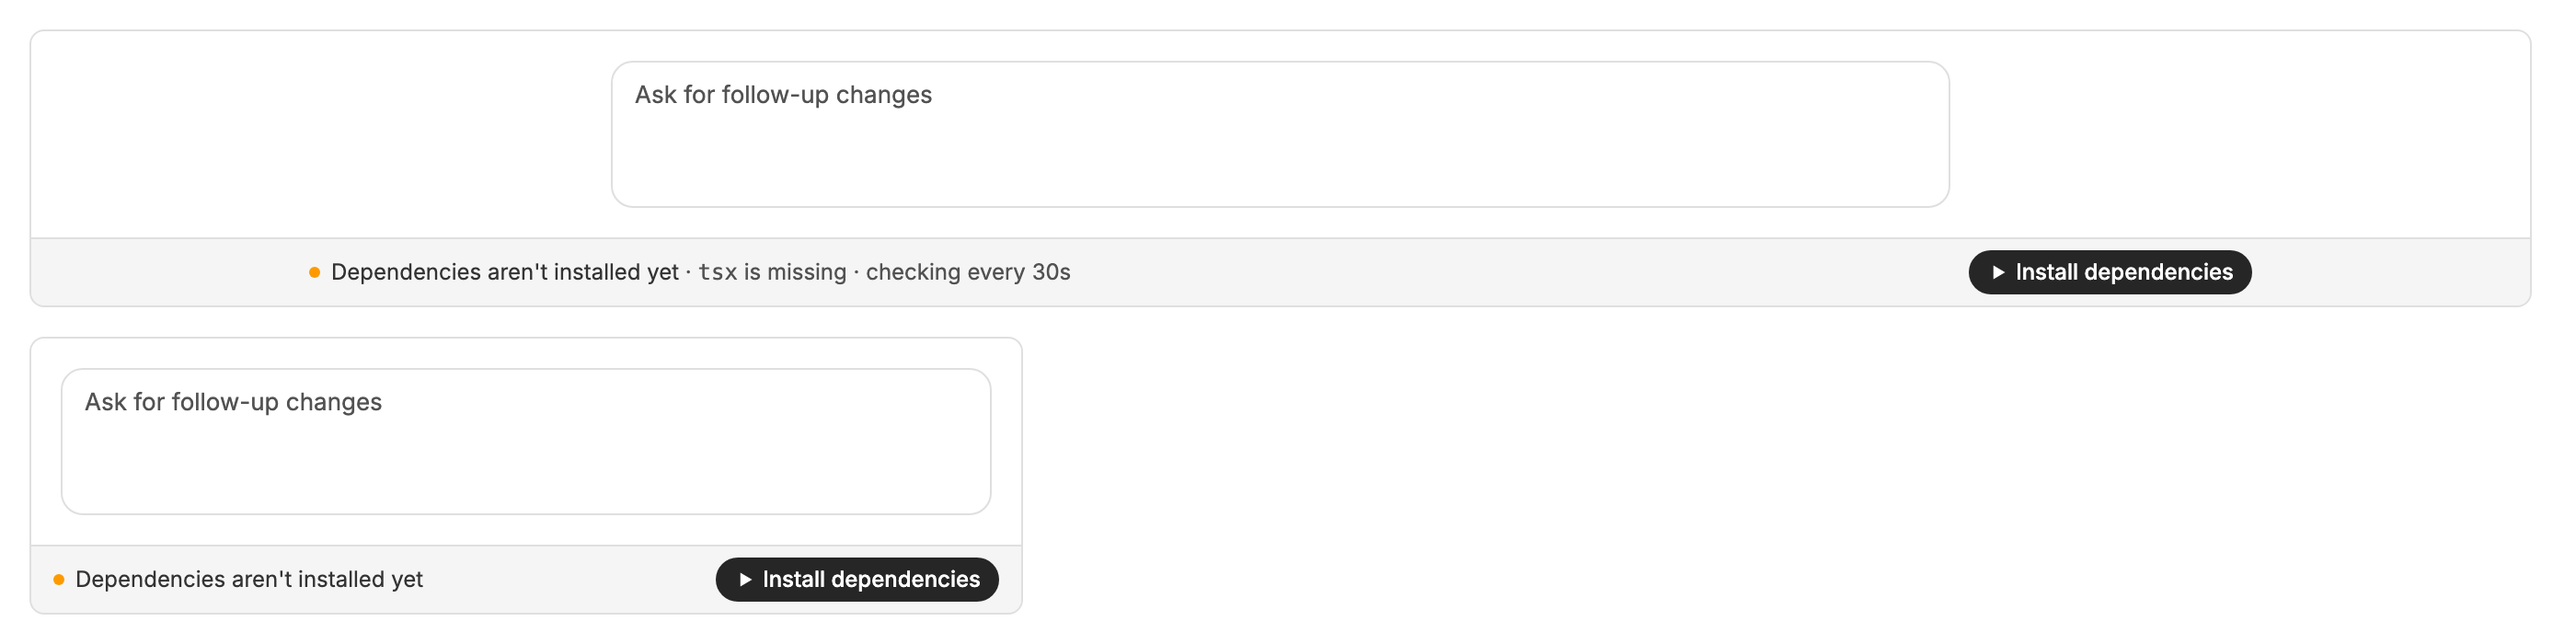 Ask for follow-up changes
Dependencies aren't installed yet · tsx is missing · checking every 30s
Install dependencies
Ask for follow-up changes
Dependencies aren't installed yet
Install dependencies